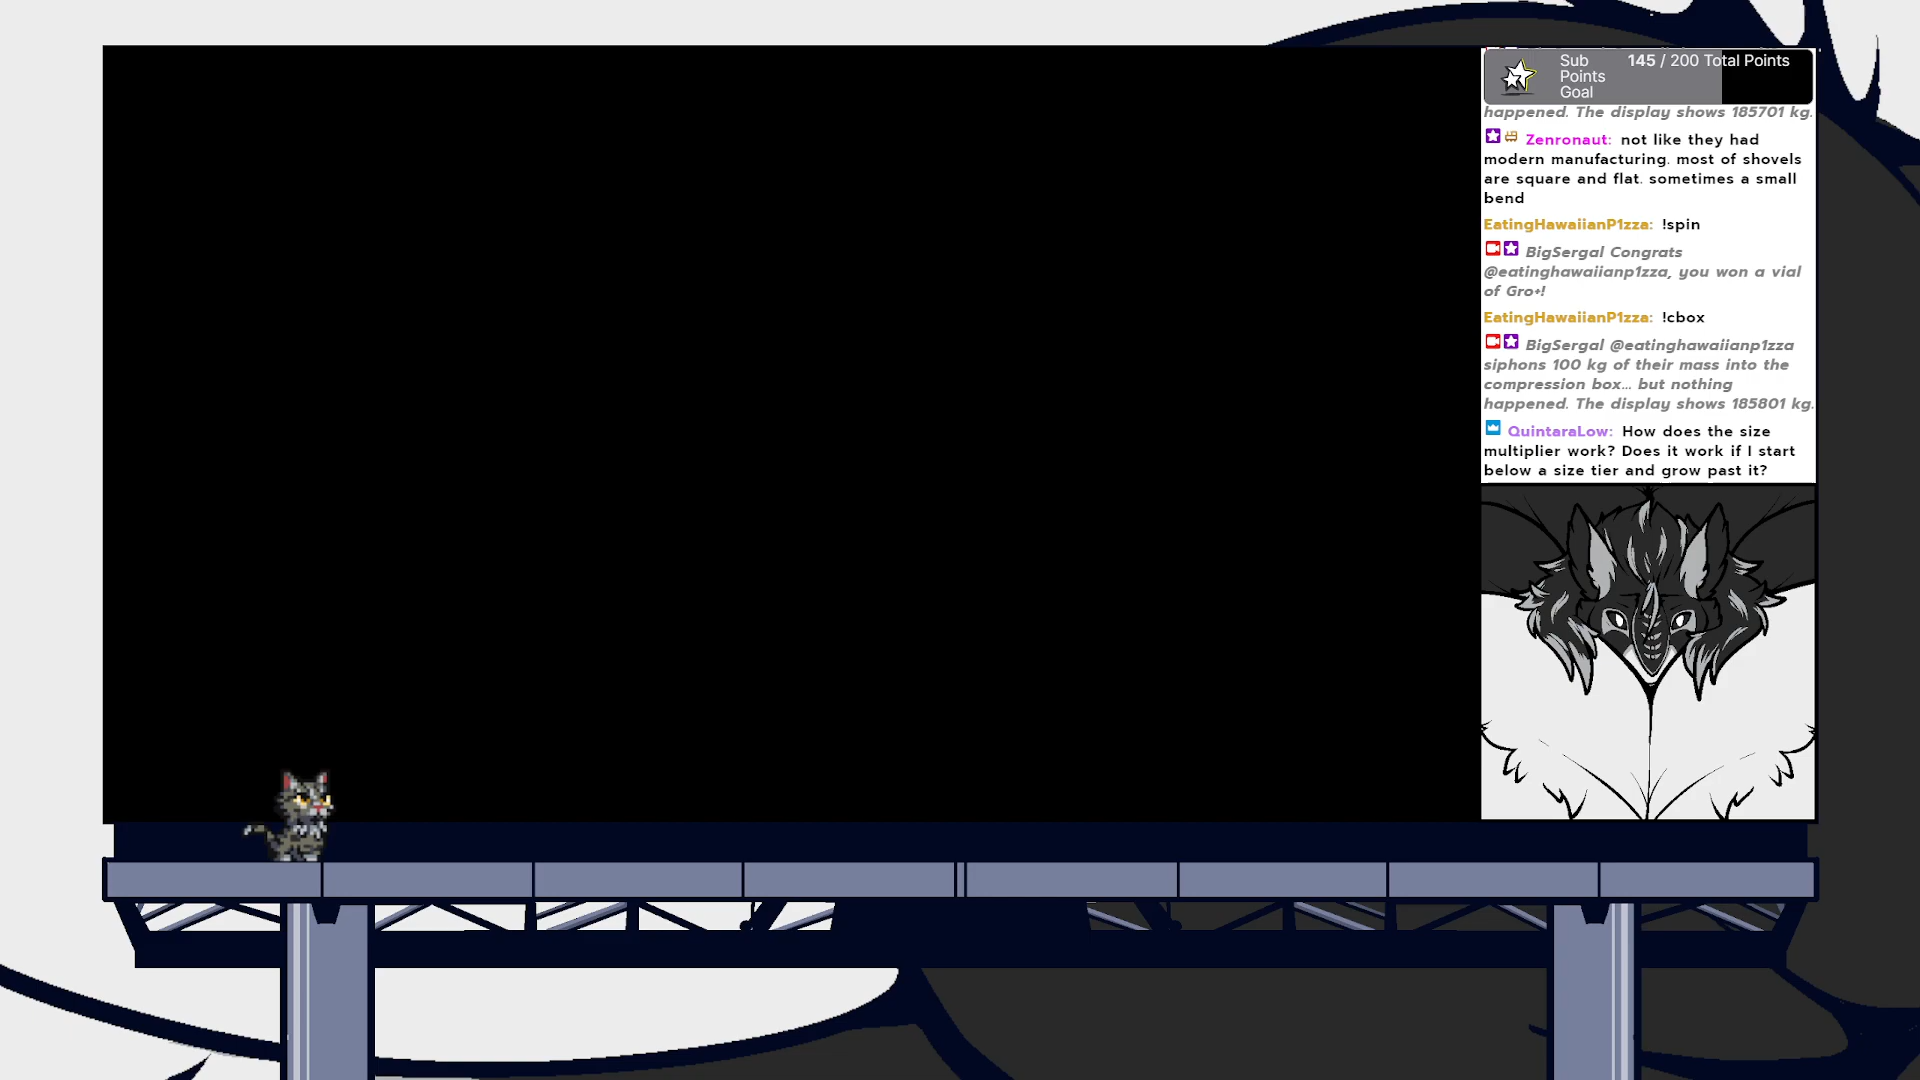 Sub
Points
Goal
145 / 200 Total Points
happened. The display shows 185701 kg.
Zenronaut: not like they had
modern manufacturing. most of shovels
are square and flat. sometimes a small
bend
EatingHawaiianP1zza: !spin
BigSergal Congrats
@eatinghawaiianp1zza, you won a vial
of Gro+!
EatingHawaiianP1zza: !cbox
BigSergal @eatinghawaiianp1zza
siphons 100 kg of their mass into the
compression box... but nothing
happened. The display shows 185801 kg.
QuintaraLow: How does the size
multiplier work? Does it work if I start
below a size tier and grow past it?